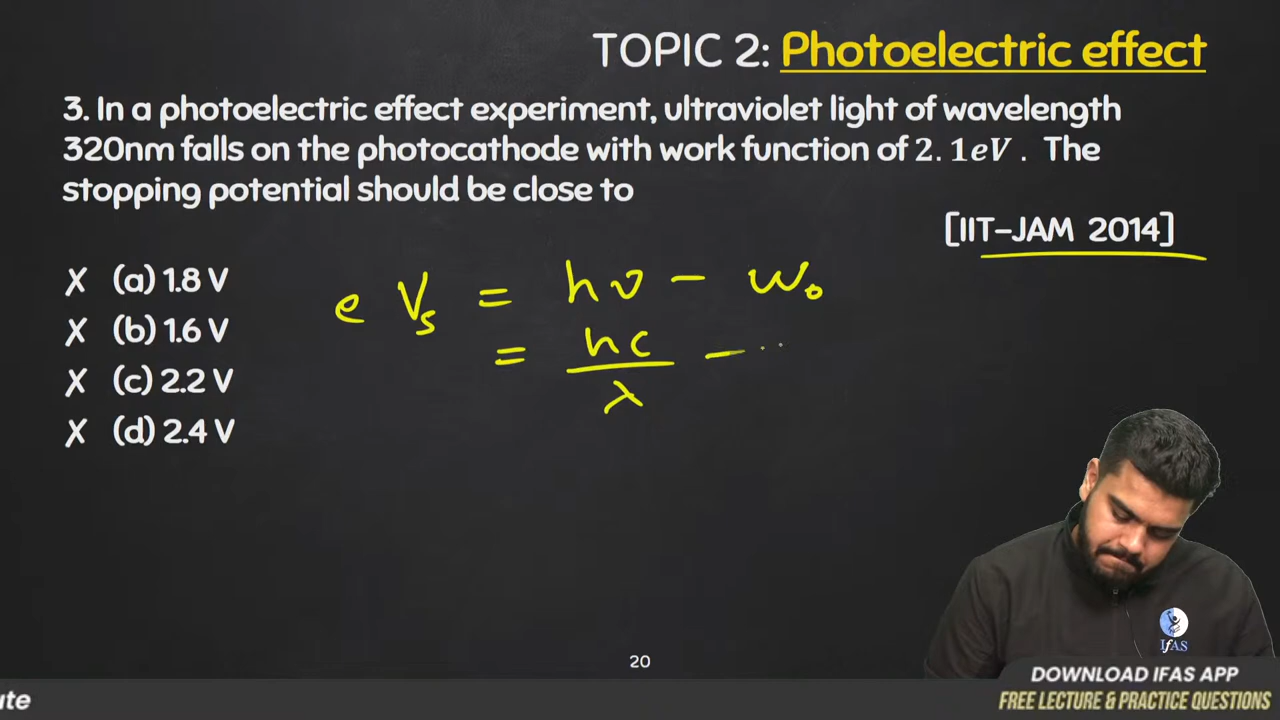 TOPIC 2: Photoelectric effect
3. In a photoelectric effect experiment, ultraviolet light of wavelength
320nm falls on the photocathode with work function of 2.1eV . The
stopping potential should be close to
[IIT-JAM 2014]
X (a) 1.8 V
X (b) 1.6 V
X (c) 2.2 V
X (d) 2.4 V
e Vs = hυ - w₀
= hc/λ - ..
IfAS
20
DOWNLOAD IFAS APP
FREE LECTURE & PRACTICE QUESTIONS
ute